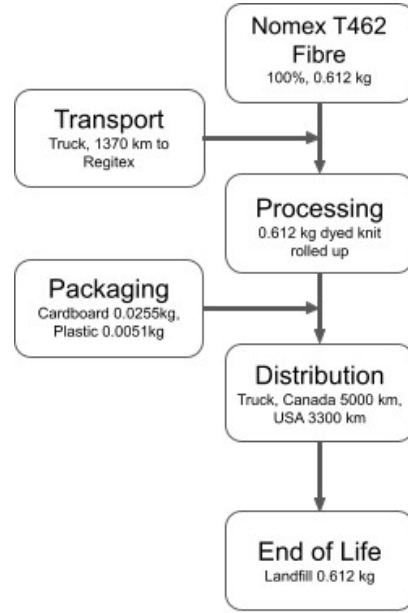 Nomex T462
Fibre
100%, 0.612 kg
Transport
Truck, 1370 km to
Regitex
Processing
0.612 kg dyed knit
rolled up
Packaging
Cardboard 0.0255kg,
Plastic 0.0051kg
Distribution
Truck, Canada 5000 km,
USA 3300 km
End of Life
Landfill 0.612 kg